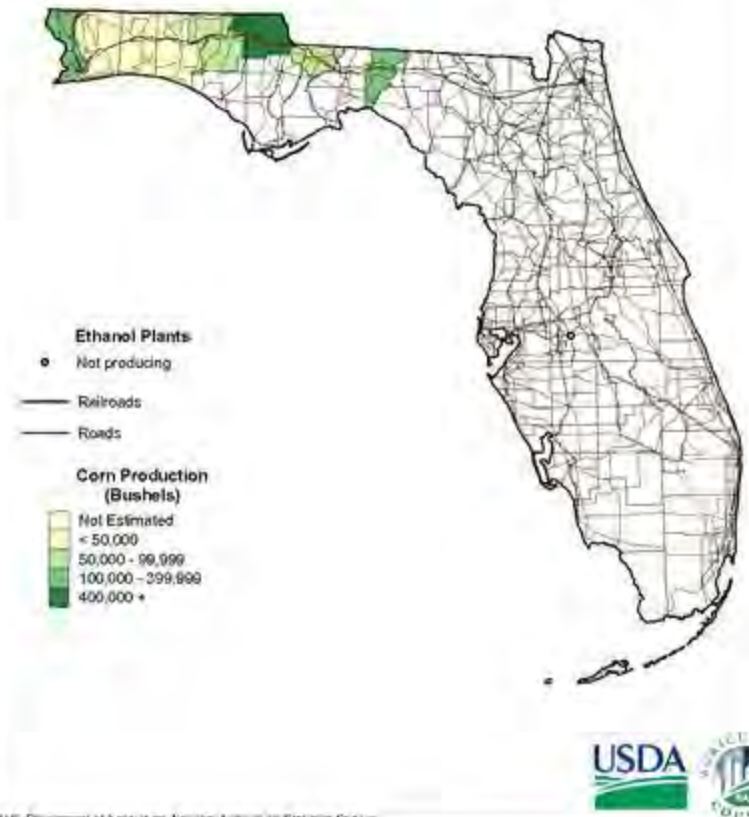 Ethanol Plants
Not producing
Railroads
Roads
Corn Production
(Bushels)
Not Estimated
< 50,000
50,000 - 99,999
100,000 - 399,999
400,000 +
USDA